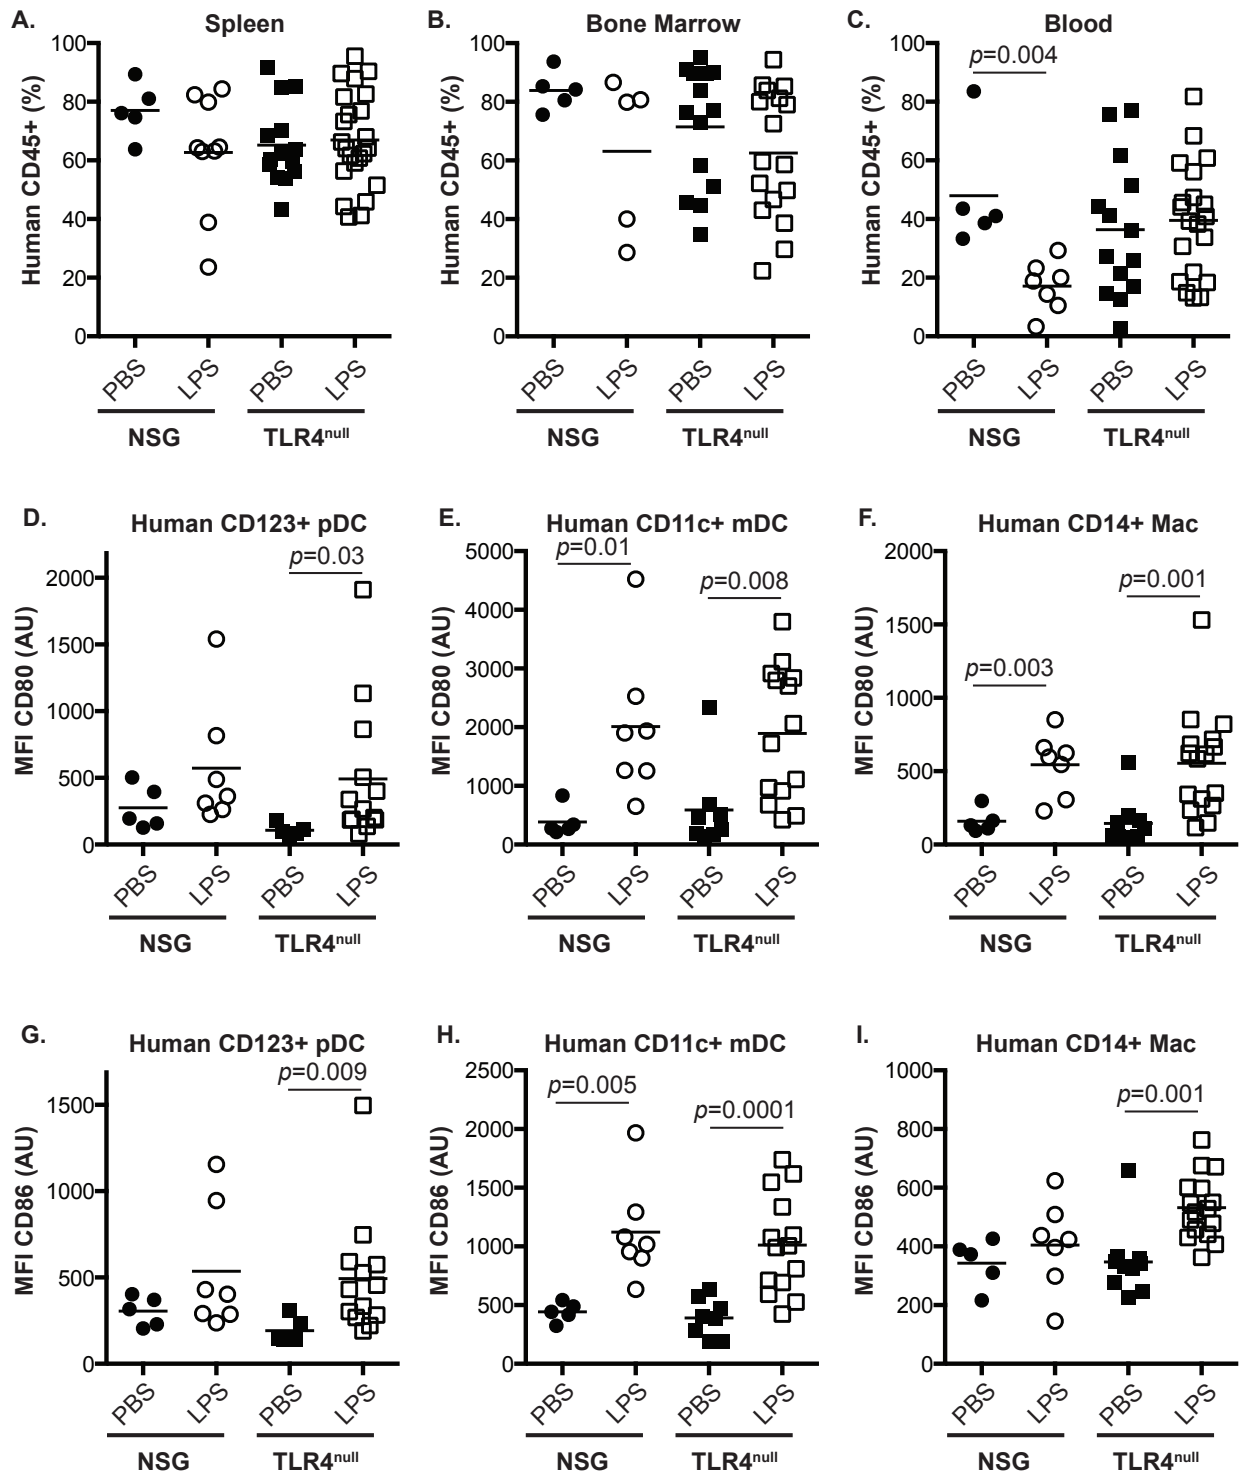 A. Spleen
Human CD45+ (%)
100
80
60
40
20
0
PBS LPS PBS LPS
NSG TLR4null
B. Bone Marrow
Human CD45+ (%)
100
80
60
40
20
0
PBS LPS PBS LPS
NSG TLR4null
C. Blood
p=0.004
Human CD45+ (%)
100
80
60
40
20
0
PBS LPS PBS LPS
NSG TLR4null
D. Human CD123+ pDC
p=0.03
MFI CD80 (AU)
2000
1500
1000
500
0
PBS LPS PBS LPS
NSG TLR4null
E. Human CD11c+ mDC
p=0.01
p=0.008
MFI CD80 (AU)
5000
4000
3000
2000
1000
0
PBS LPS PBS LPS
NSG TLR4null
F. Human CD14+ Mac
p=0.001
p=0.003
MFI CD80 (AU)
2000
1500
1000
500
0
PBS LPS PBS LPS
NSG TLR4null
G. Human CD123+ pDC
p=0.009
MFI CD86 (AU)
1500
1000
500
0
PBS LPS PBS LPS
NSG TLR4null
H. Human CD11c+ mDC
p=0.005
p=0.0001
MFI CD86 (AU)
2500
2000
1500
1000
500
0
PBS LPS PBS LPS
NSG TLR4null
I. Human CD14+ Mac
p=0.001
MFI CD86 (AU)
1000
800
600
400
200
0
PBS LPS PBS LPS
NSG TLR4null